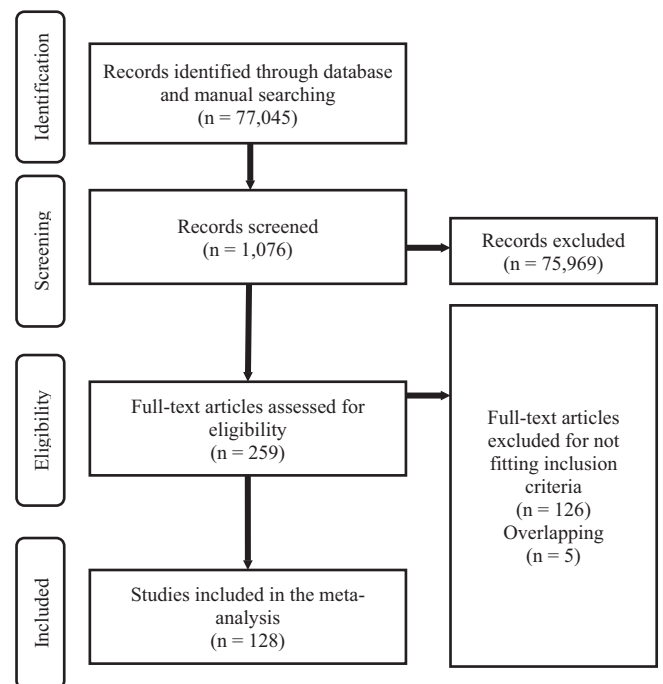 Identification
Records identified through database
and manual searching
(n = 77,045)
Screening
Records screened
(n = 1,076)
Records excluded
(n = 75,969)
Eligibility
Full-text articles assessed for
eligibility
(n = 259)
Full-text articles
excluded for not
fitting inclusion
criteria
(n = 126)
Overlapping
(n = 5)
Included
Studies included in the meta-
analysis
(n = 128)